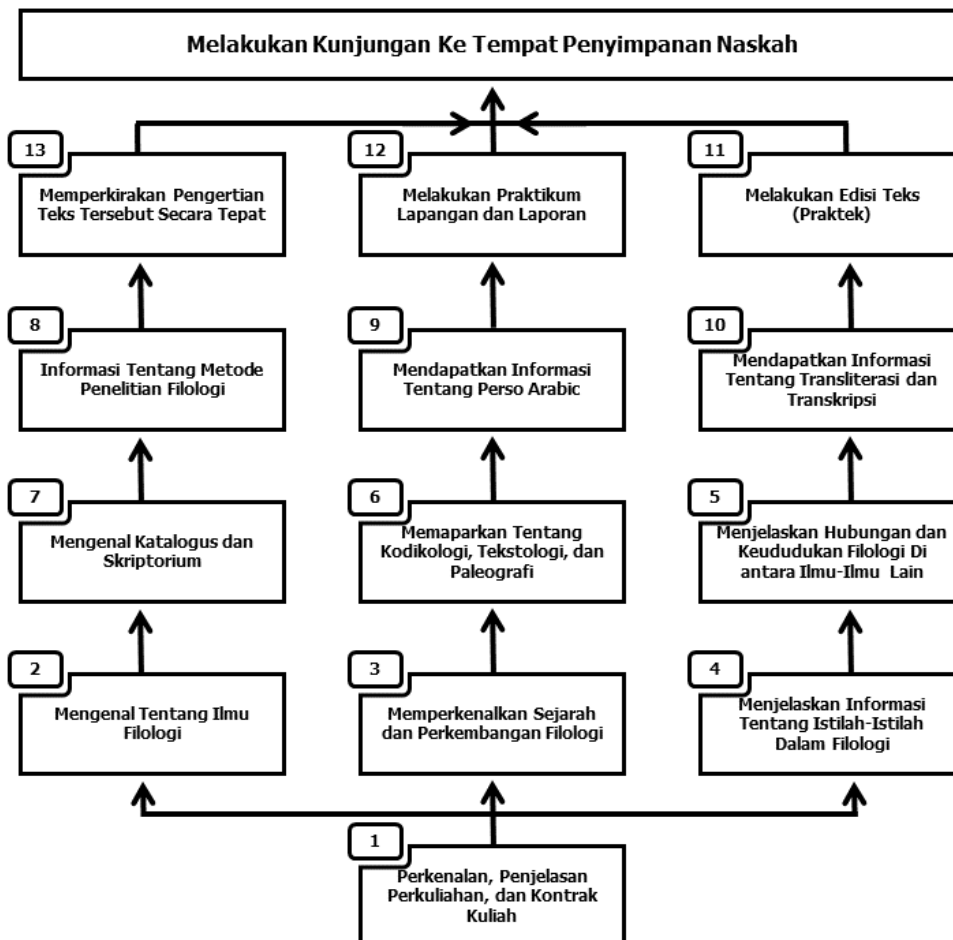 Melakukan Kunjungan Ke Tempat Penyimpanan Naskah
13
Memperkirakan Pengertian
Teks Tersebut Secara Tepat
12
Melakukan Praktikum
Lapangan dan Laporan
11
Melakukan Edisi Teks
(Praktek)
8
Informasi Tentang Metode
Penelitian Filologi
9
Mendapatkan Informasi
Tentang Perso Arabic
10
Mendapatkan Informasi
Tentang Transliterasi dan
Transkripsi
7
Mengenal Katalogus dan
Skriptorium
6
Memaparkan Tentang
Kodikologi, Tekstologi, dan
Paleografi
5
Menjelaskan Hubungan dan
Keududukan Filologi Di
antara Ilmu-Ilmu Lain
2
Mengenal Tentang Ilmu
Filologi
3
Memperkenalkan Sejarah
dan Perkembangan Filologi
4
Menjelaskan Informasi
Tentang Istilah-Istilah
Dalam Filologi
1
Perkenalan, Penjelasan
Perkuliahan, dan Kontrak
Kuliah